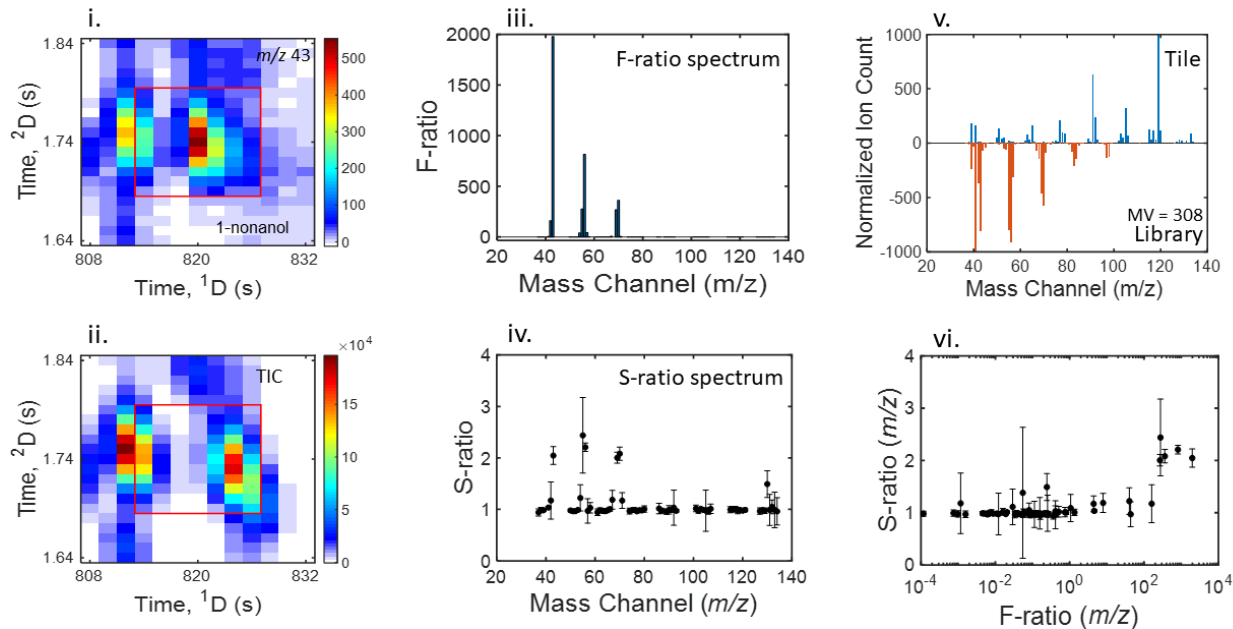 i.
m/z 43
1.84
1.74
1.64
Time, ²D (s)
1-nonanol
808 820 832
Time, ¹D (s)
500
400
300
200
100
0
ii.
TIC
1.84
1.74
1.64
Time, ²D (s)
808 820 832
Time, ¹D (s)
×10⁴
15
10
5
0
iii.
F-ratio spectrum
2000
1500
1000
500
0
F-ratio
20 40 60 80 100 120 140
Mass Channel (m/z)
iv.
S-ratio spectrum
4
3
2
1
0
S-ratio
20 40 60 80 100 120 140
Mass Channel (m/z)
v.
Tile
1000
500
0
-500
-1000
Normalized Ion Count
MV = 308
Library
20 40 60 80 100 120 140
Mass Channel (m/z)
vi.
4
3
2
1
0
S-ratio (m/z)
10⁻⁴ 10⁻² 10⁰ 10² 10⁴
F-ratio (m/z)